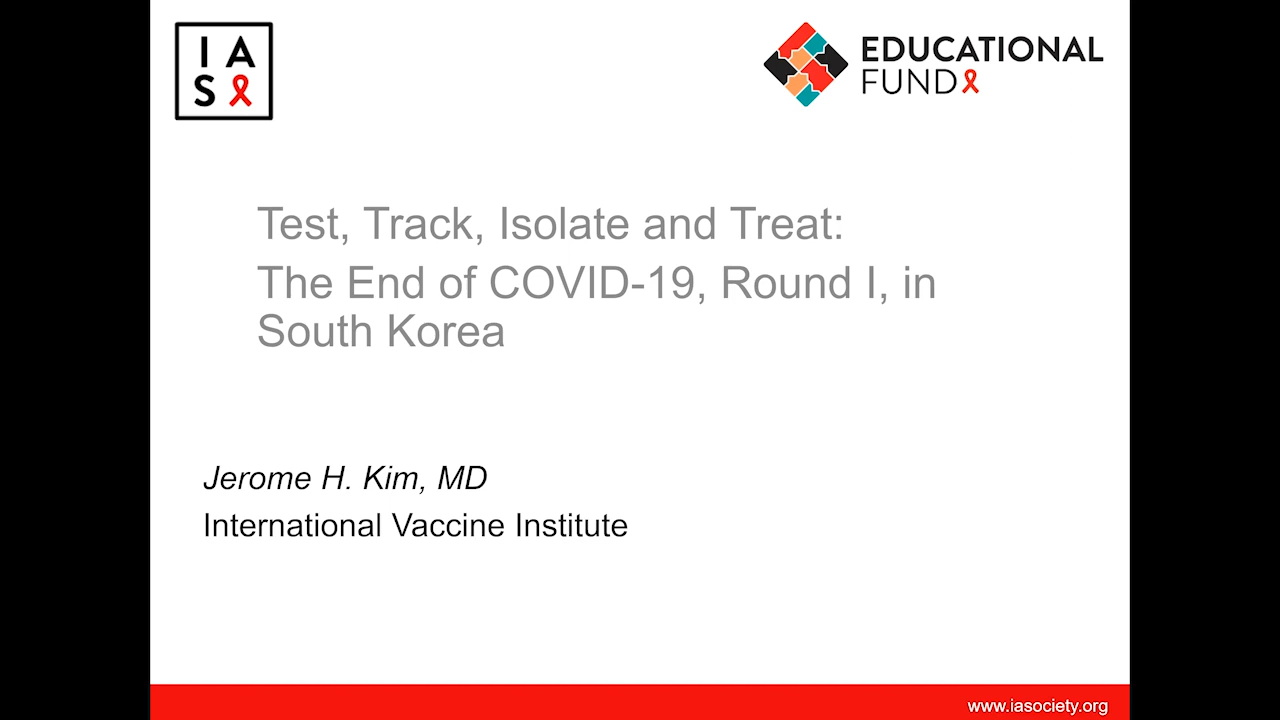 IA
S
EDUCATIONAL
FUND
Test, Track, Isolate and Treat:
The End of COVID-19, Round I, in
South Korea
Jerome H. Kim, MD
International Vaccine Institute
www.iasociety.org